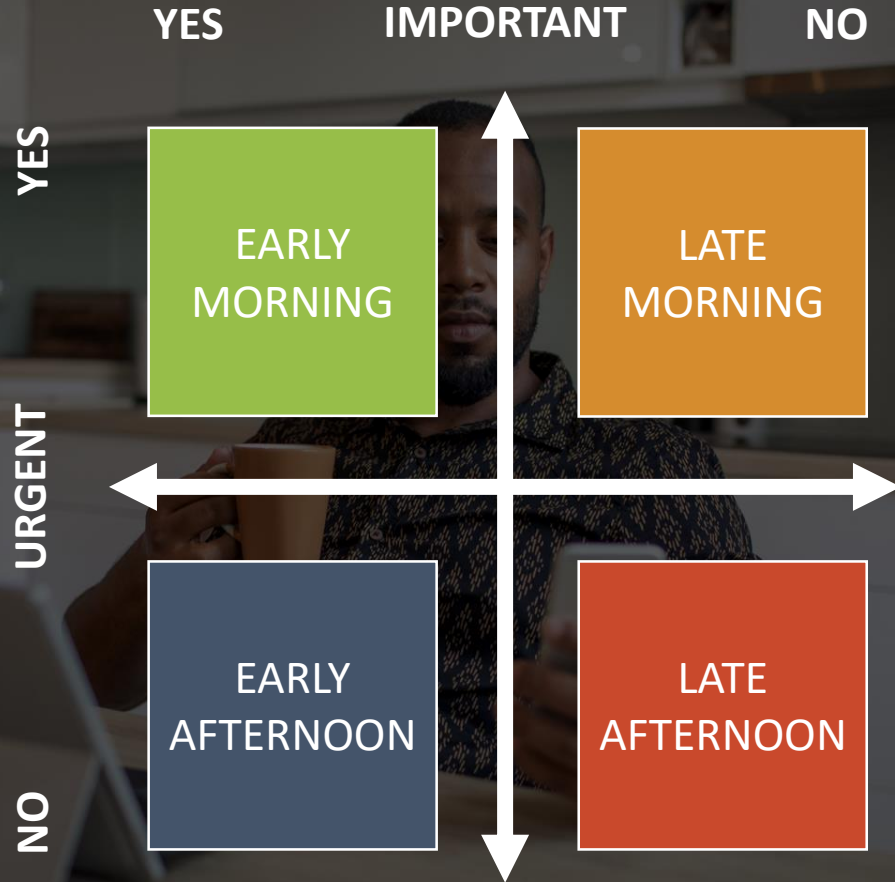 YES IMPORTANT NO
YES
EARLY
MORNING
LATE
MORNING
URGENT
EARLY
AFTERNOON
LATE
AFTERNOON
NO